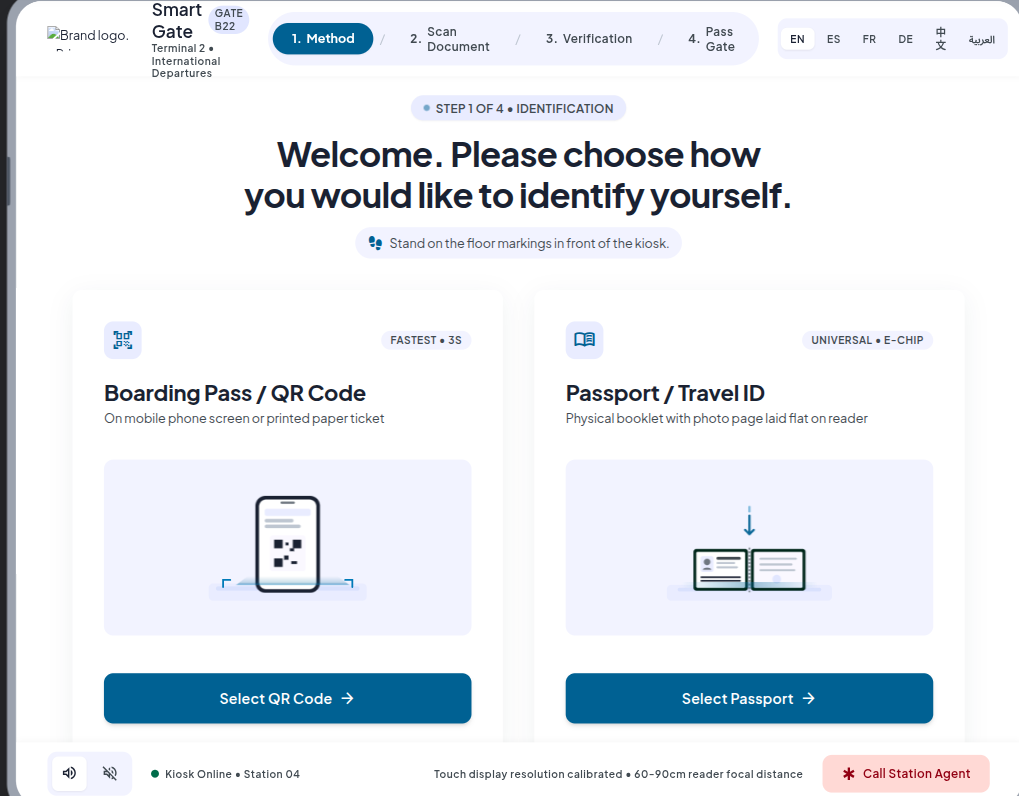 Brand logo.
Smart
Gate
GATE
B22
Terminal 2 •
International
Departures
1. Method
/
2. Scan
Document
/
3. Verification
/
4. Pass
Gate
EN
ES
FR
DE
中
文
العربية
STEP 1 OF 4 • IDENTIFICATION
Welcome. Please choose how
you would like to identify yourself.
Stand on the floor markings in front of the kiosk.
FASTEST • 3S
Boarding Pass / QR Code
On mobile phone screen or printed paper ticket
Select QR Code →
UNIVERSAL • E-CHIP
Passport / Travel ID
Physical booklet with photo page laid flat on reader
Select Passport →
Kiosk Online • Station 04
Touch display resolution calibrated • 60–90cm reader focal distance
Call Station Agent